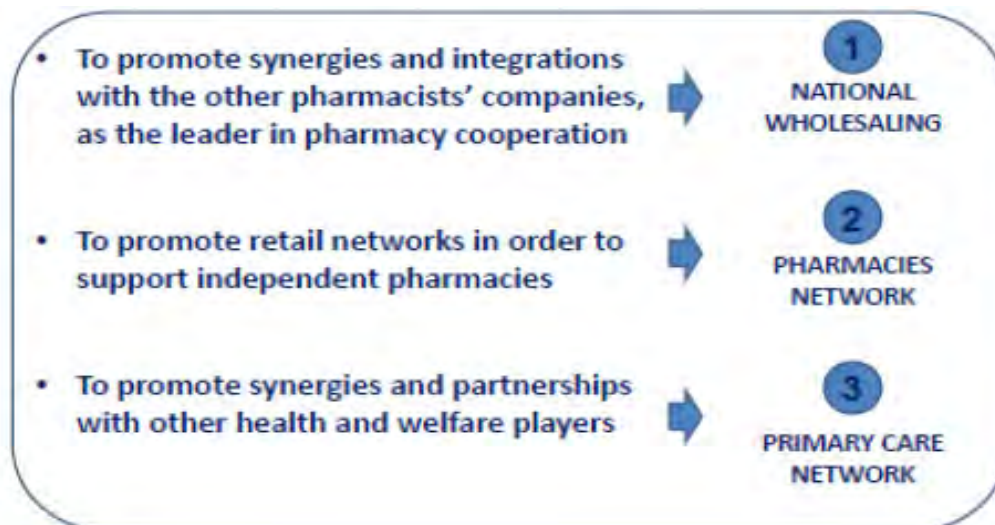 • To promote synergies and integrations
with the other pharmacists' companies,
as the leader in pharmacy cooperation
1
NATIONAL
WHOLESALING
• To promote retail networks in order to
support independent pharmacies
2
PHARMACIES
NETWORK
• To promote synergies and partnerships
with other health and welfare players
3
PRIMARY CARE
NETWORK